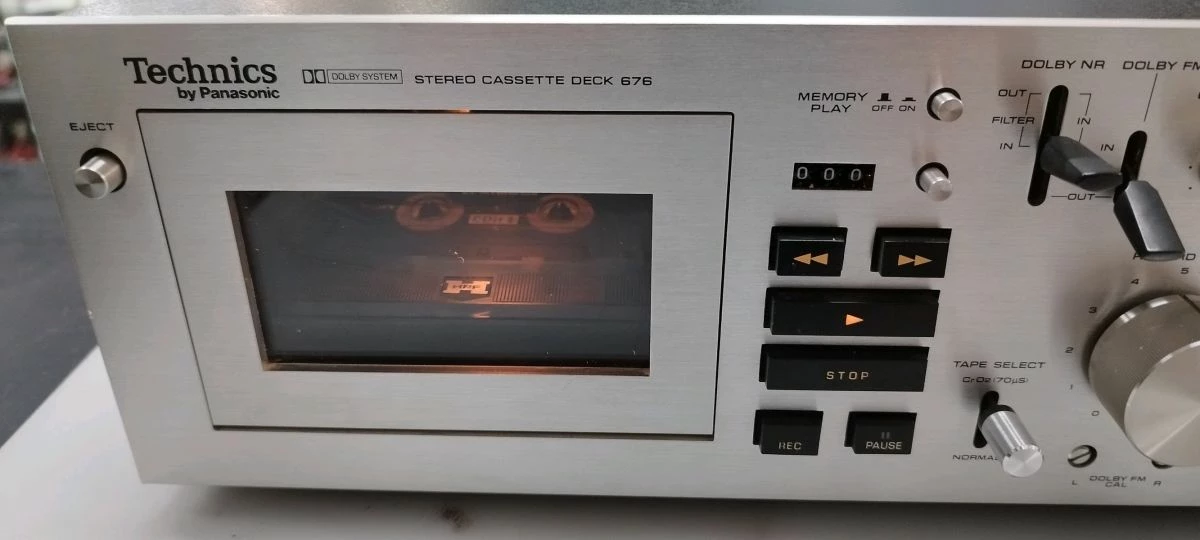 Technics
by Panasonic
DOLBY SYSTEM
STEREO CASSETTE DECK 676
EJECT
MEMORY
PLAY
OFF ON
000
STOP
REC
PAUSE
DOLBY NR
DOLBY FM
OUT
FILTER
IN
IN
IN
OUT
5
4
3
2
1
0
TAPE SELECT
CrO2(70µS)
NORMA
L
DOLBY FM
CAL
R
HPF